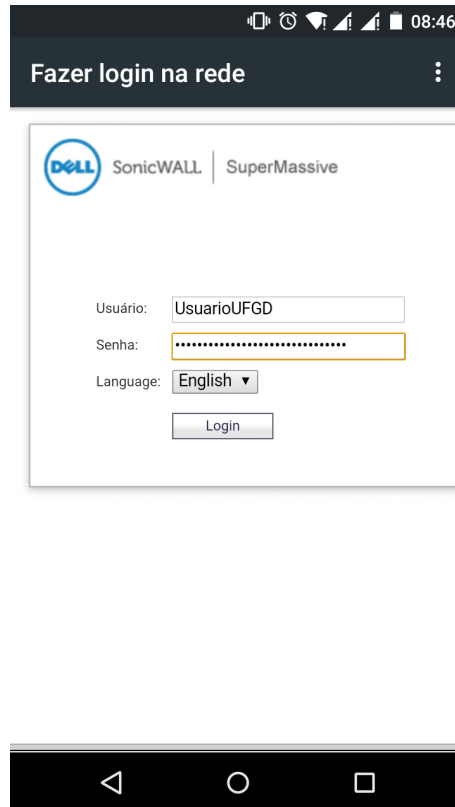 08:46
Fazer login na rede
DELL SonicWALL | SuperMassive
Usuário: UsuarioUFGD
Senha: •••••••••••••••••••••••••••••••
Language: English ▼
Login